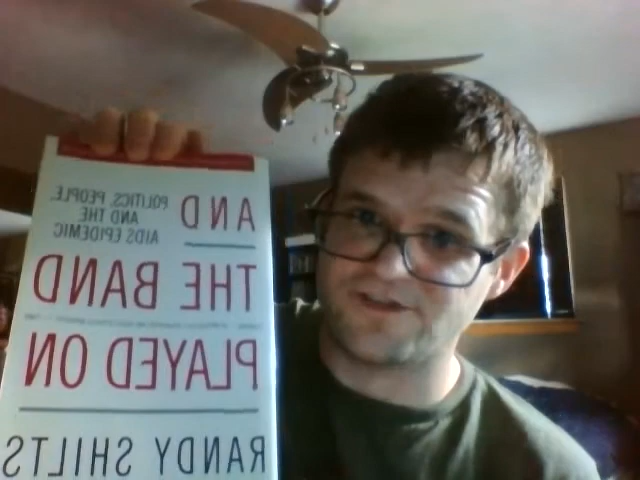 AND
POLITICS, PEOPLE,
AND THE
AIDS EPIDEMIC
THE BAND
PLAYED ON
RANDY SHILTS